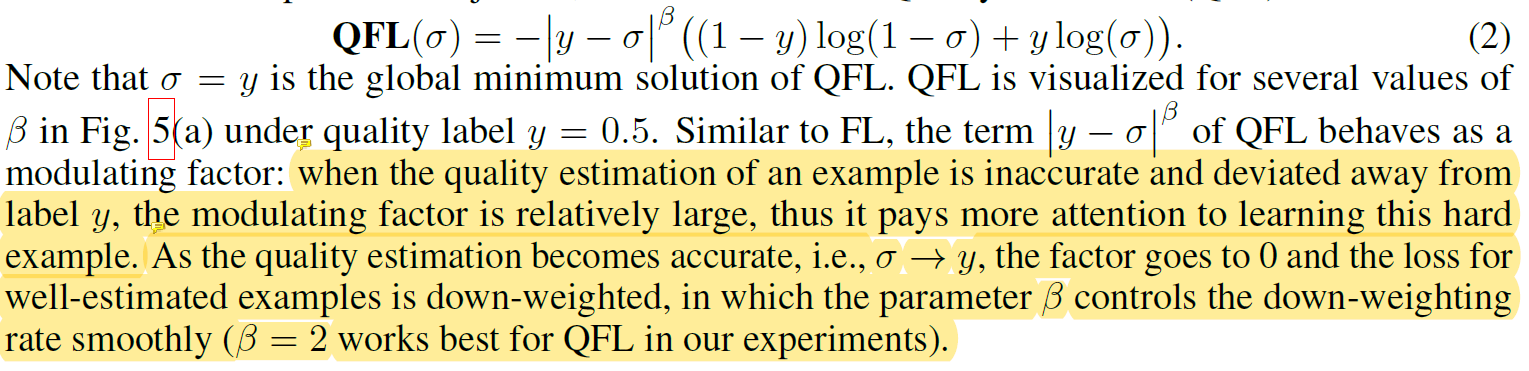 QFL(σ) = −|y − σ|^β ((1 − y) log(1 − σ) + y log(σ)). (2)
Note that σ = y is the global minimum solution of QFL. QFL is visualized for several values of
β in Fig. 5(a) under quality label y = 0.5. Similar to FL, the term |y − σ|^β of QFL behaves as a
modulating factor: when the quality estimation of an example is inaccurate and deviated away from
label y, the modulating factor is relatively large, thus it pays more attention to learning this hard
example. As the quality estimation becomes accurate, i.e., σ → y, the factor goes to 0 and the loss for
well-estimated examples is down-weighted, in which the parameter β controls the down-weighting
rate smoothly (β = 2 works best for QFL in our experiments).